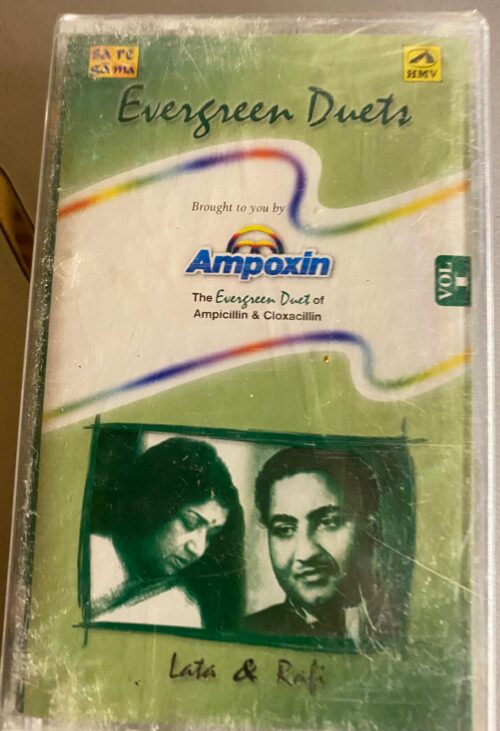 sa re
ga ma
HMV
Evergreen Duets
Brought to you by
Ampoxin
The Evergreen Duet of
Ampicillin & Cloxacillin
VOL
Lata & Rafi